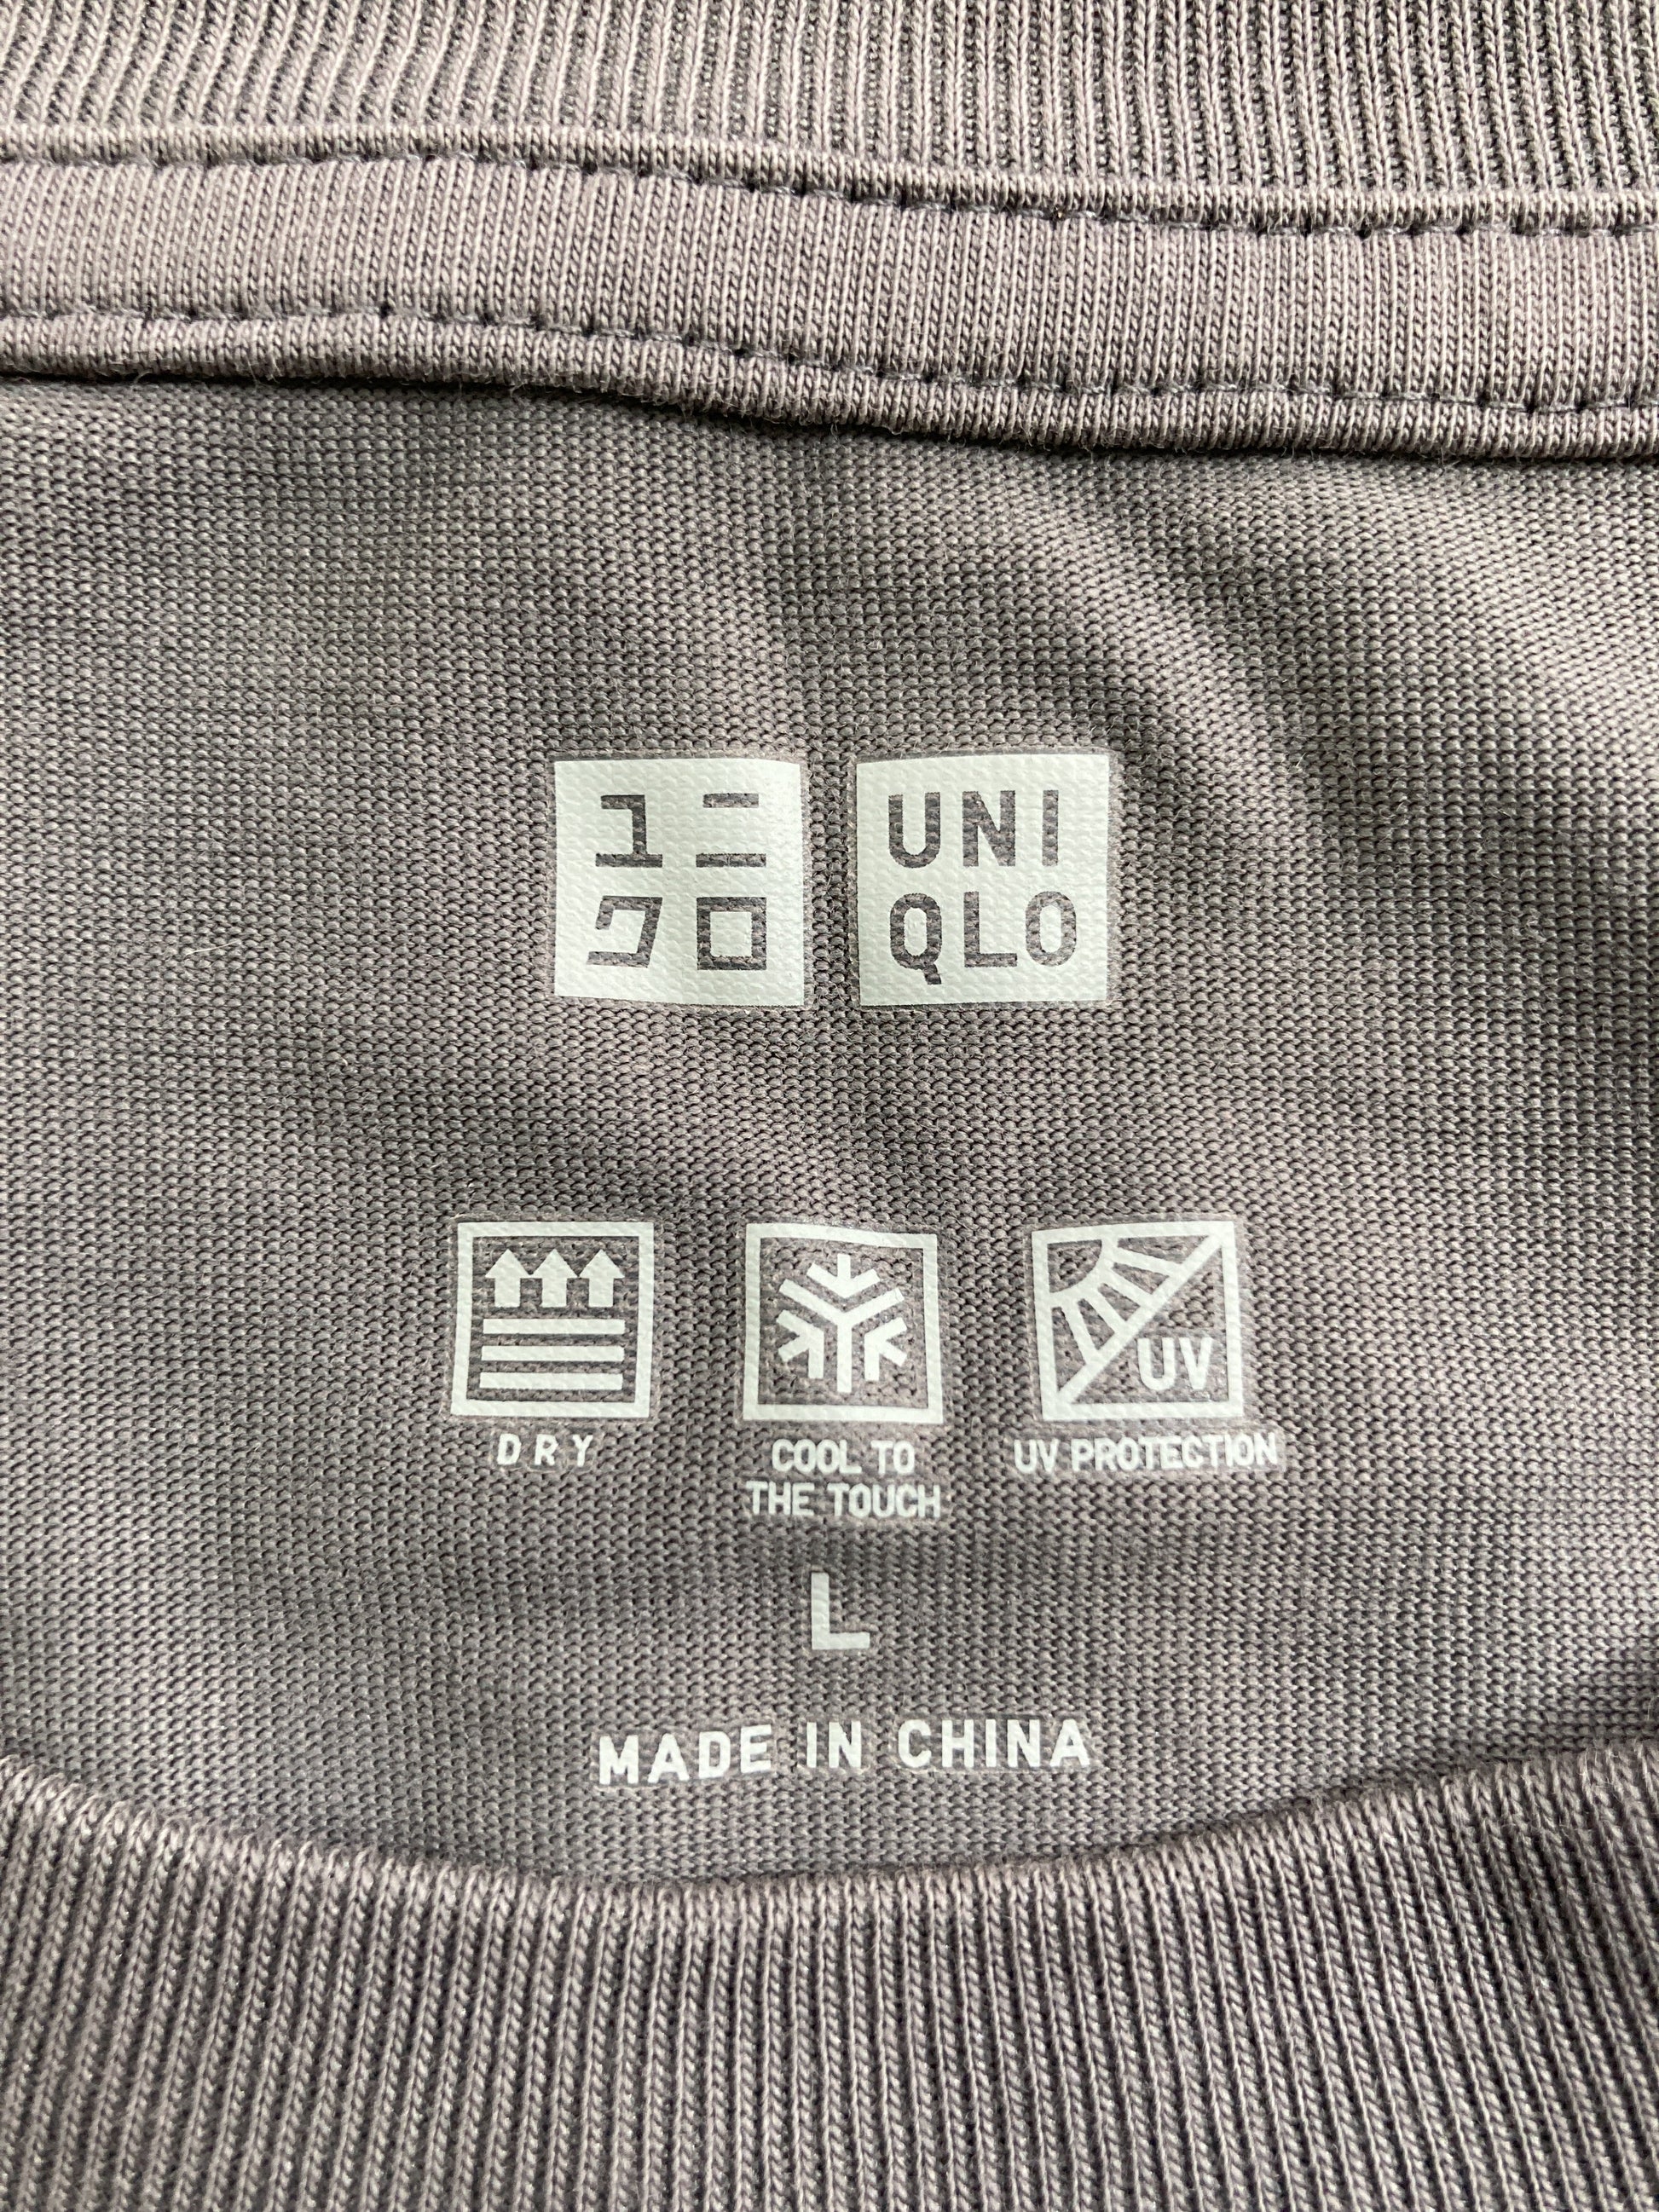 ユニ UNI
クロ QLO
UV
DRY COOL TO UV PROTECTION
THE TOUCH
L
MADE IN CHINA